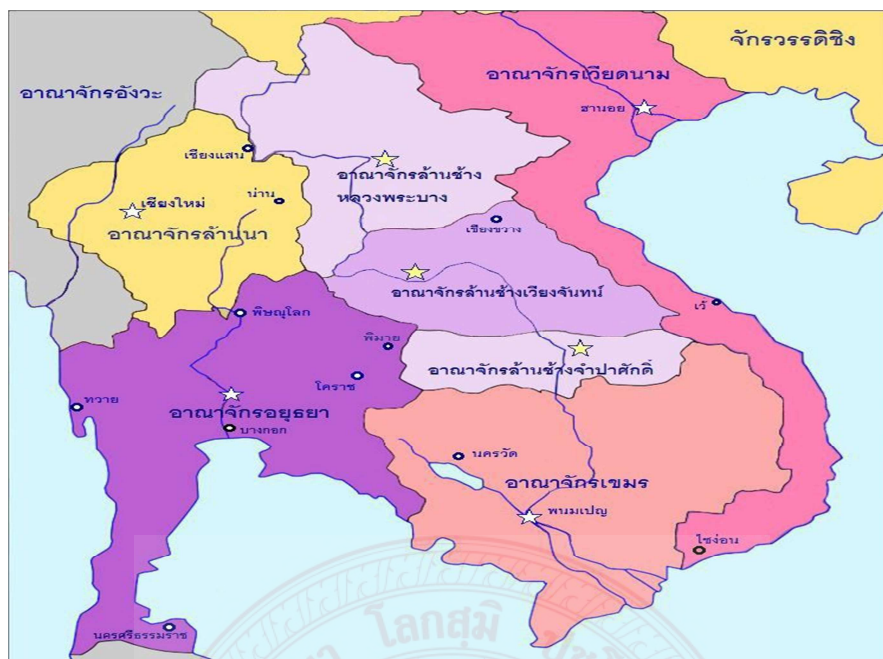 จักรวรรดิชิง
อาณาจักรเวียดนาม
อาณาจักรอังวะ
ฮานอย
เชียงแสน
อาณาจักรล้านช้าง
หลวงพระบาง
น่าน
เชียงใหม่
เชียงขวาง
อาณาจักรล้านนา
อาณาจักรล้านช้างเวียงจันทน์
เว้
พิษณุโลก
พิมาย
อาณาจักรล้านช้างจำปาศักดิ์
โคราช
ทวาย
อาณาจักรอยุธยา
บางกอก
นครวัด
อาณาจักรเขมร
พนมเปญ
ไซ่ง่อน
โลกสุมิ
นครศรีธรรมราช